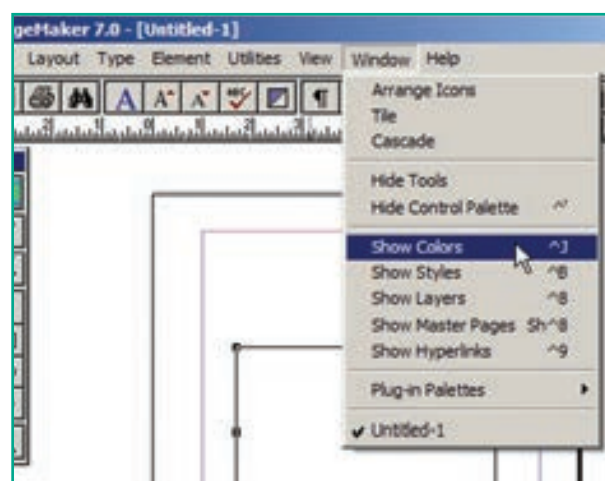 geMaker 7.0 - [Untitled-1]
Layout Type Element Utilities View Window Help
Arrange Icons
Tile
Cascade
Hide Tools
Hide Control Palette ^'
Show Colors ^J
Show Styles ^B
Show Layers ^8
Show Master Pages Sh^8
Show Hyperlinks ^9
Plug-in Palettes
Untitled-1